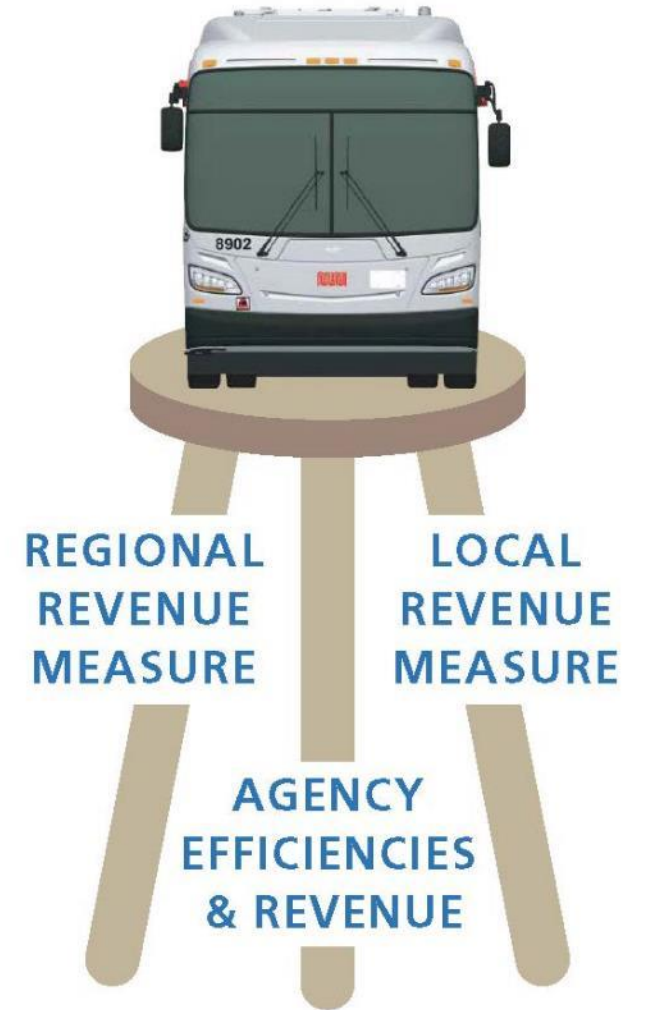 8902
REGIONAL
REVENUE
MEASURE
LOCAL
REVENUE
MEASURE
AGENCY
EFFICIENCIES
& REVENUE